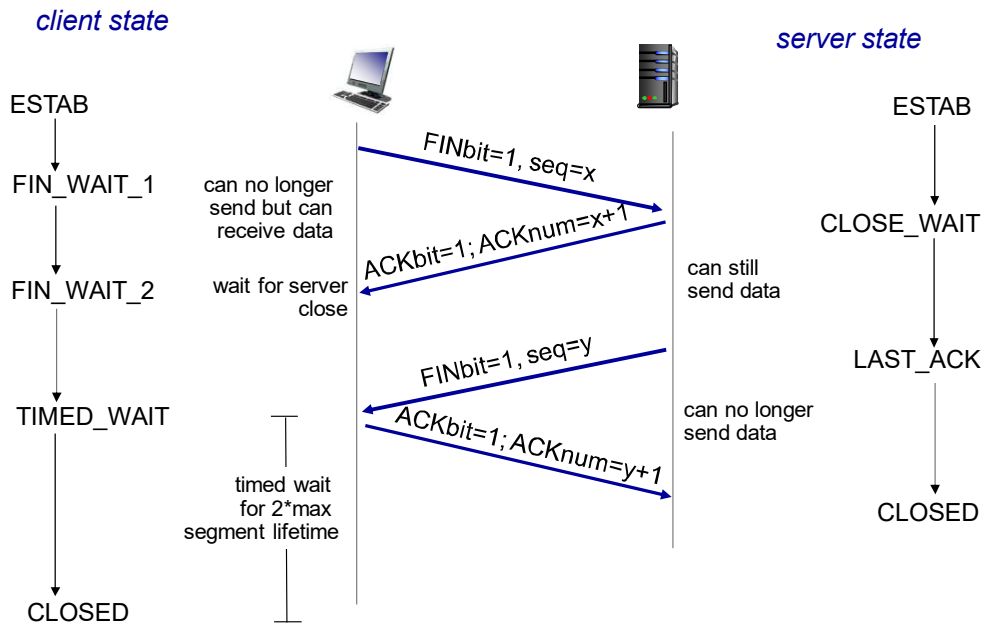 client state
server state
ESTAB
ESTAB
FINbit=1, seq=x
FIN_WAIT_1
can no longer
send but can
receive data
CLOSE_WAIT
ACKbit=1; ACKnum=x+1
FIN_WAIT_2
wait for server
close
can still
send data
FINbit=1, seq=y
LAST_ACK
TIMED_WAIT
can no longer
send data
ACKbit=1; ACKnum=y+1
timed wait
for 2*max
segment lifetime
CLOSED
CLOSED